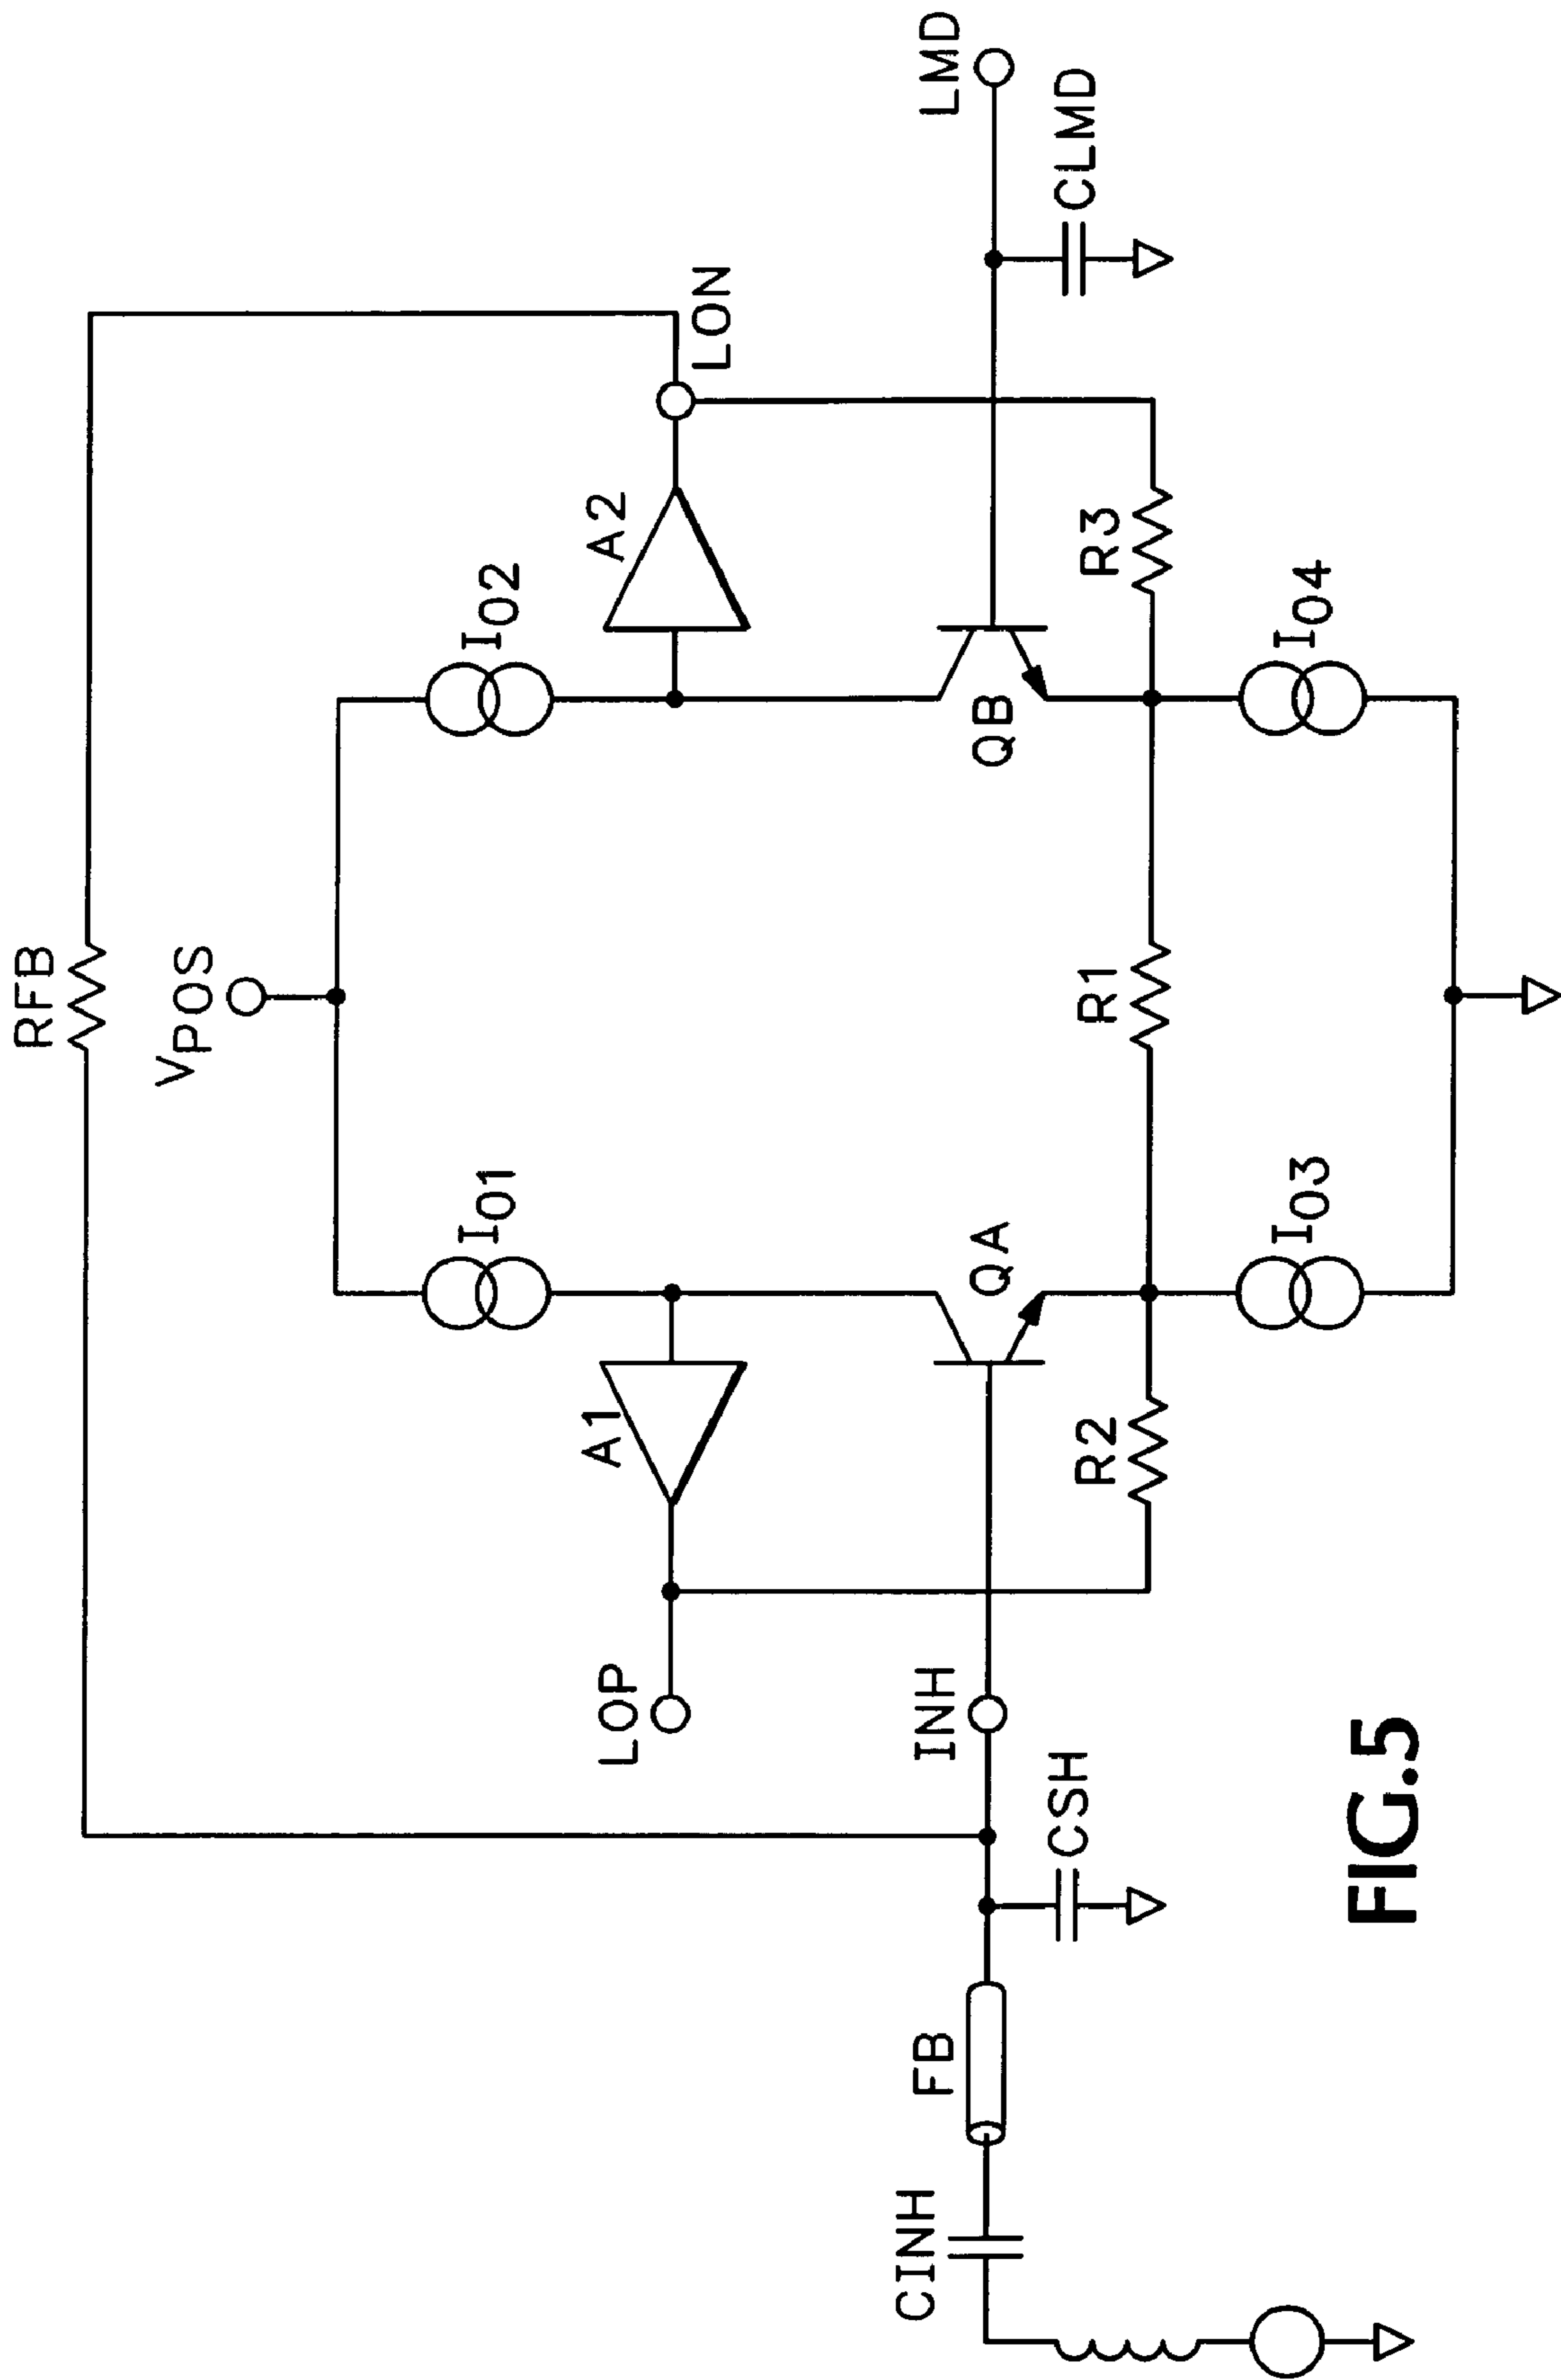 RFB
VPOS
I01
I02
A1
A2
LOP
LON
INH
QA
QB
LMD
CINH
FB
CSH
CLMD
R2
R1
R3
I03
I04
FIG.5